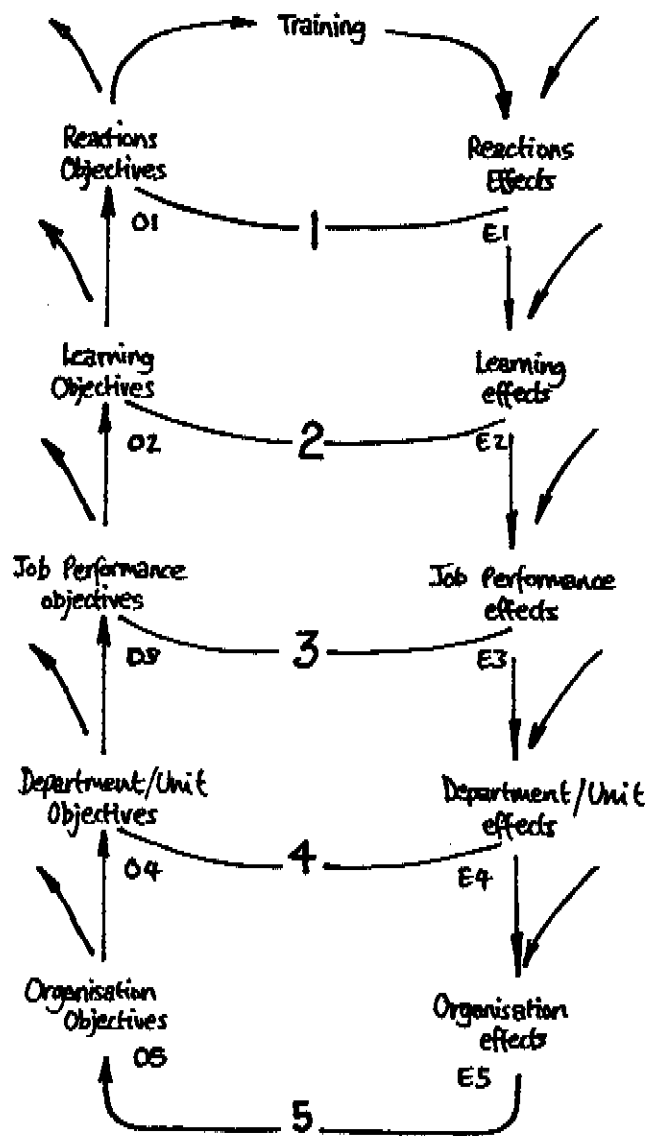 Training
Reactions
Objectives
Reactions
Effects
O1
1
E1
Learning
Objectives
Learning
effects
O2
2
E2
Job Performance
objectives
Job Performance
effects
O3
3
E3
Department/Unit
Objectives
Department/Unit
effects
O4
4
E4
Organisation
Objectives
Organisation
effects
O5
E5
5